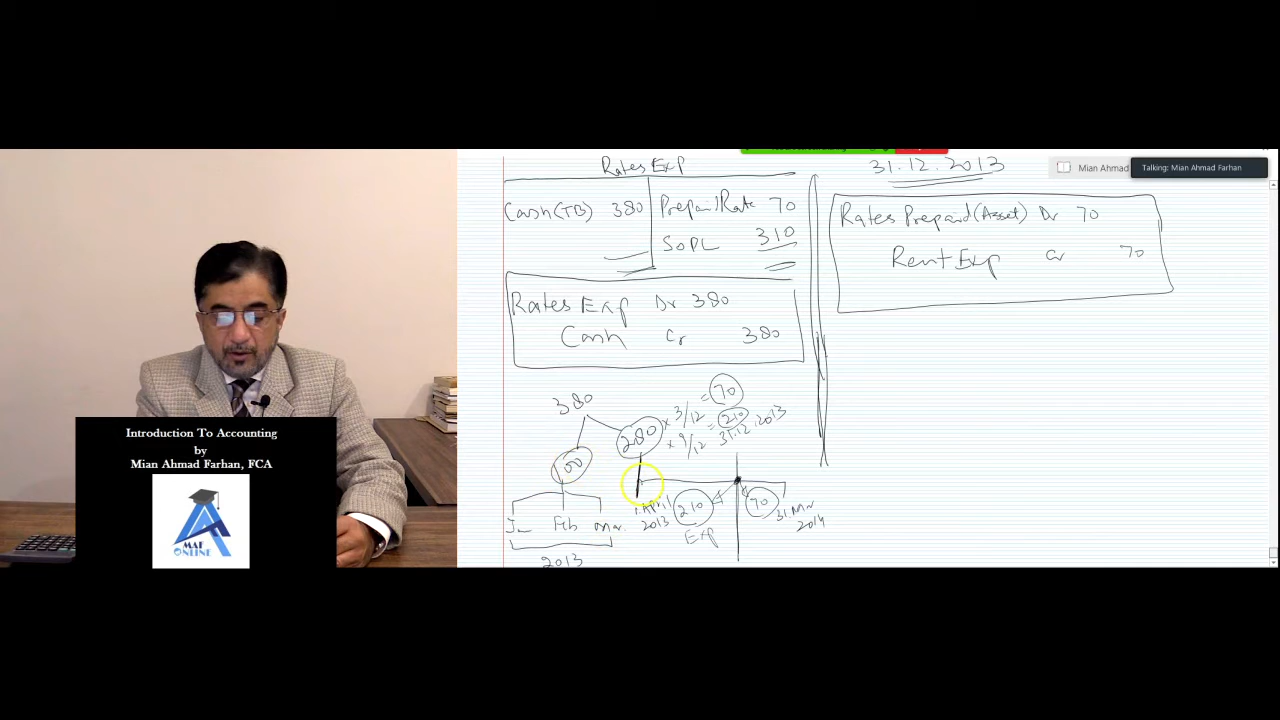 Rates Exp
31.12.2013
Cash(TB) 380
Prepaid Rate 70
SOPL 310
Rates Exp Dr 380
Cash Cr 380
Rates Prepaid (Asset) Dr 70
Rent Exp Cr 70
380
100
280 × 3/12 = 70
× 9/12 = 210
31.12.2013
Feb Mar.
2013
1 April
2013
210
Exp
70
31 Mar
2014
Mian Ahmad
Talking: Mian Ahmad Farhan
Introduction To Accounting
by
Mian Ahmad Farhan, FCA
MAF
ONLINE